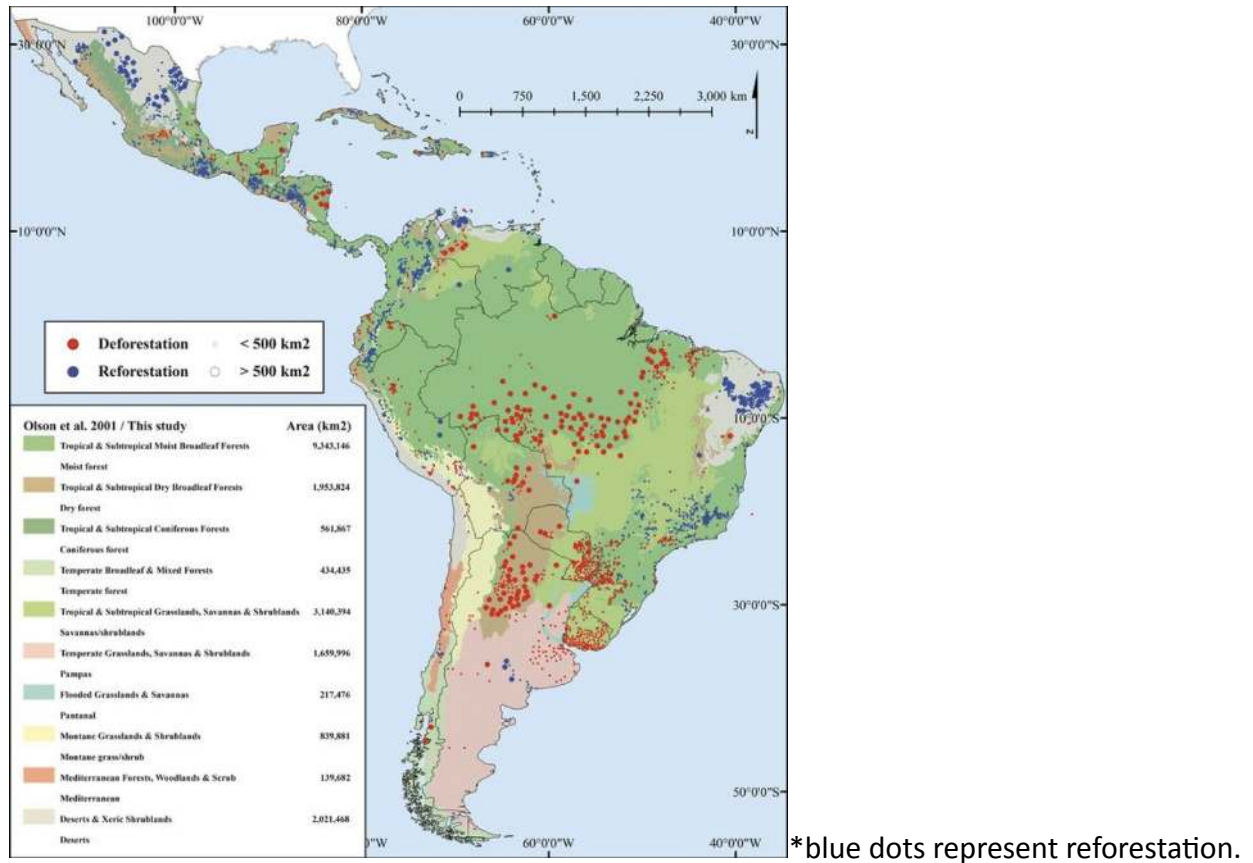 100°0'0"W 80°0'0"W 60°0'0"W 40°0'0"W
30°0'0"N 30°0'0"N
0 750 1,500 2,250 3,000 km
N
10°0'0"N 10°0'0"N
Deforestation < 500 km2
Reforestation > 500 km2
Olson et al. 2001 / This study Area (km2)
Tropical & Subtropical Moist Broadleaf Forests 9,343,146
Moist forest
Tropical & Subtropical Dry Broadleaf Forests 1,953,824
Dry forest
Tropical & Subtropical Coniferous Forests 561,867
Coniferous forest
Temperate Broadleaf & Mixed Forests 434,435
Temperate forest
Tropical & Subtropical Grasslands, Savannas & Shrublands 3,140,394
Savannas/shrublands
Temperate Grasslands, Savannas & Shrublands 1,659,996
Pampas
Flooded Grasslands & Savannas 217,476
Pantanal
Montane Grasslands & Shrublands 839,881
Montane grass/shrub
Mediterranean Forests, Woodlands & Scrub 139,682
Mediterranean
Deserts & Xeric Shrublands 2,021,468
Deserts
10°0'0"S
30°0'0"S
50°0'0"S
0"W 60°0'0"W 40°0'0"W
*blue dots represent reforestation.